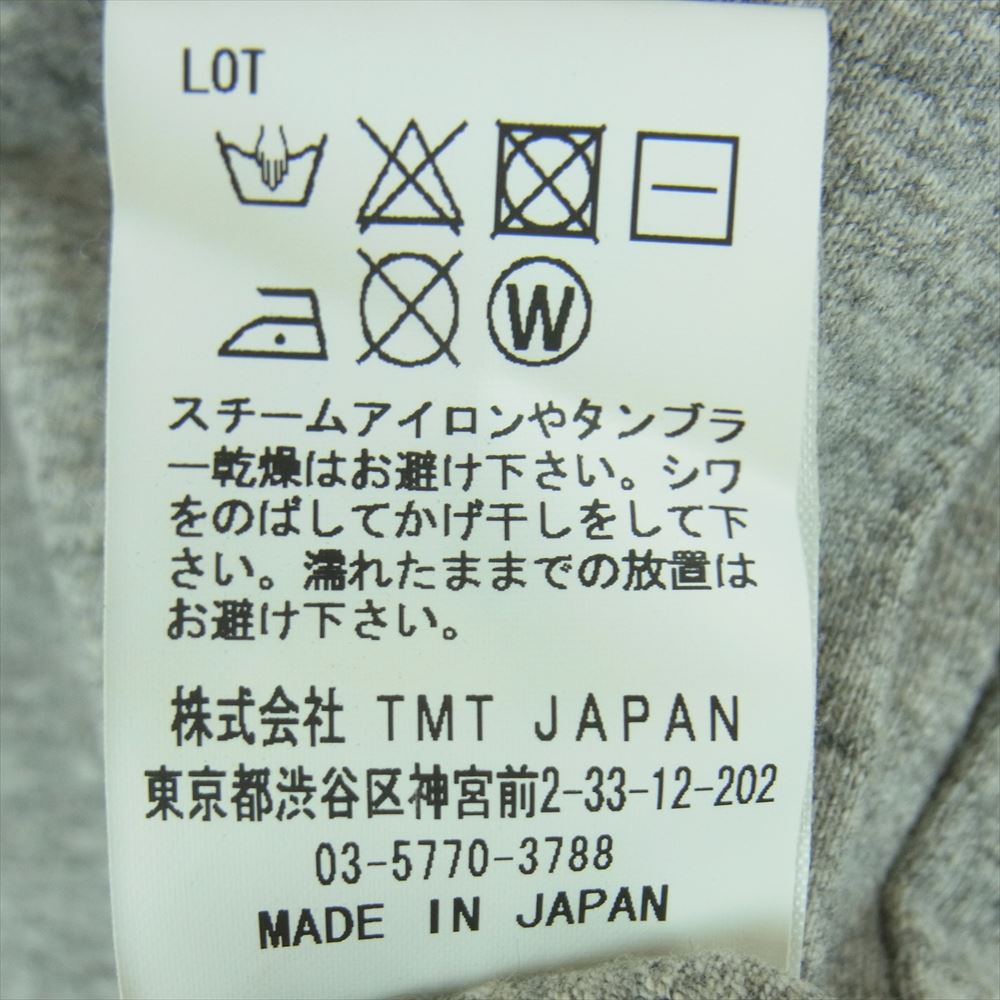 LOT
W
スチームアイロンやタンブラ
ー乾燥はお避け下さい。シワ
をのばしてかげ干しをして下
さい。濡れたままでの放置は
お避け下さい。
株式会社 TMT JAPAN
東京都渋谷区神宮前2-33-12-202
03-5770-3788
MADE IN JAPAN